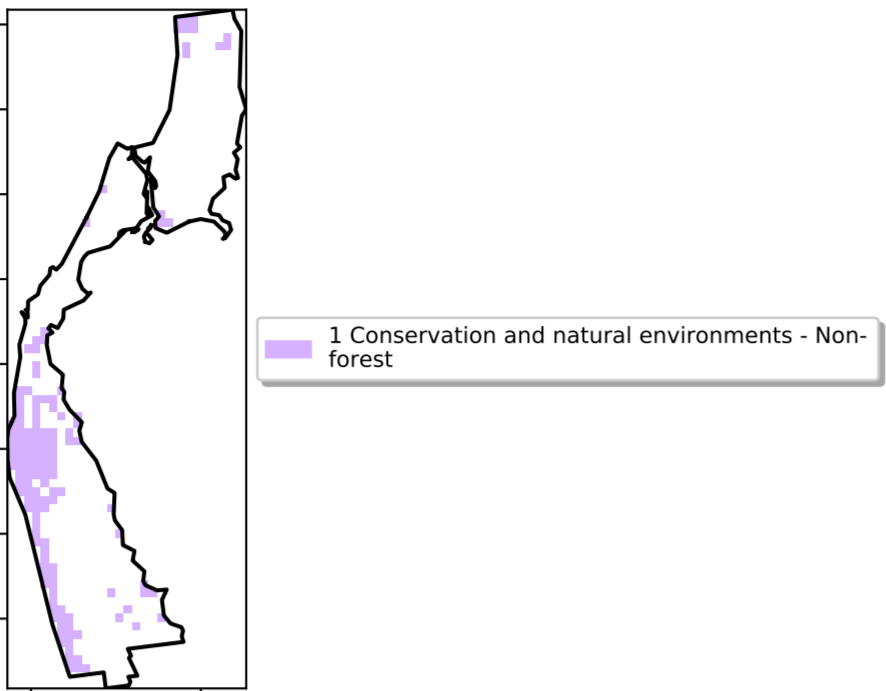 1 Conservation and natural environments - Non-
forest